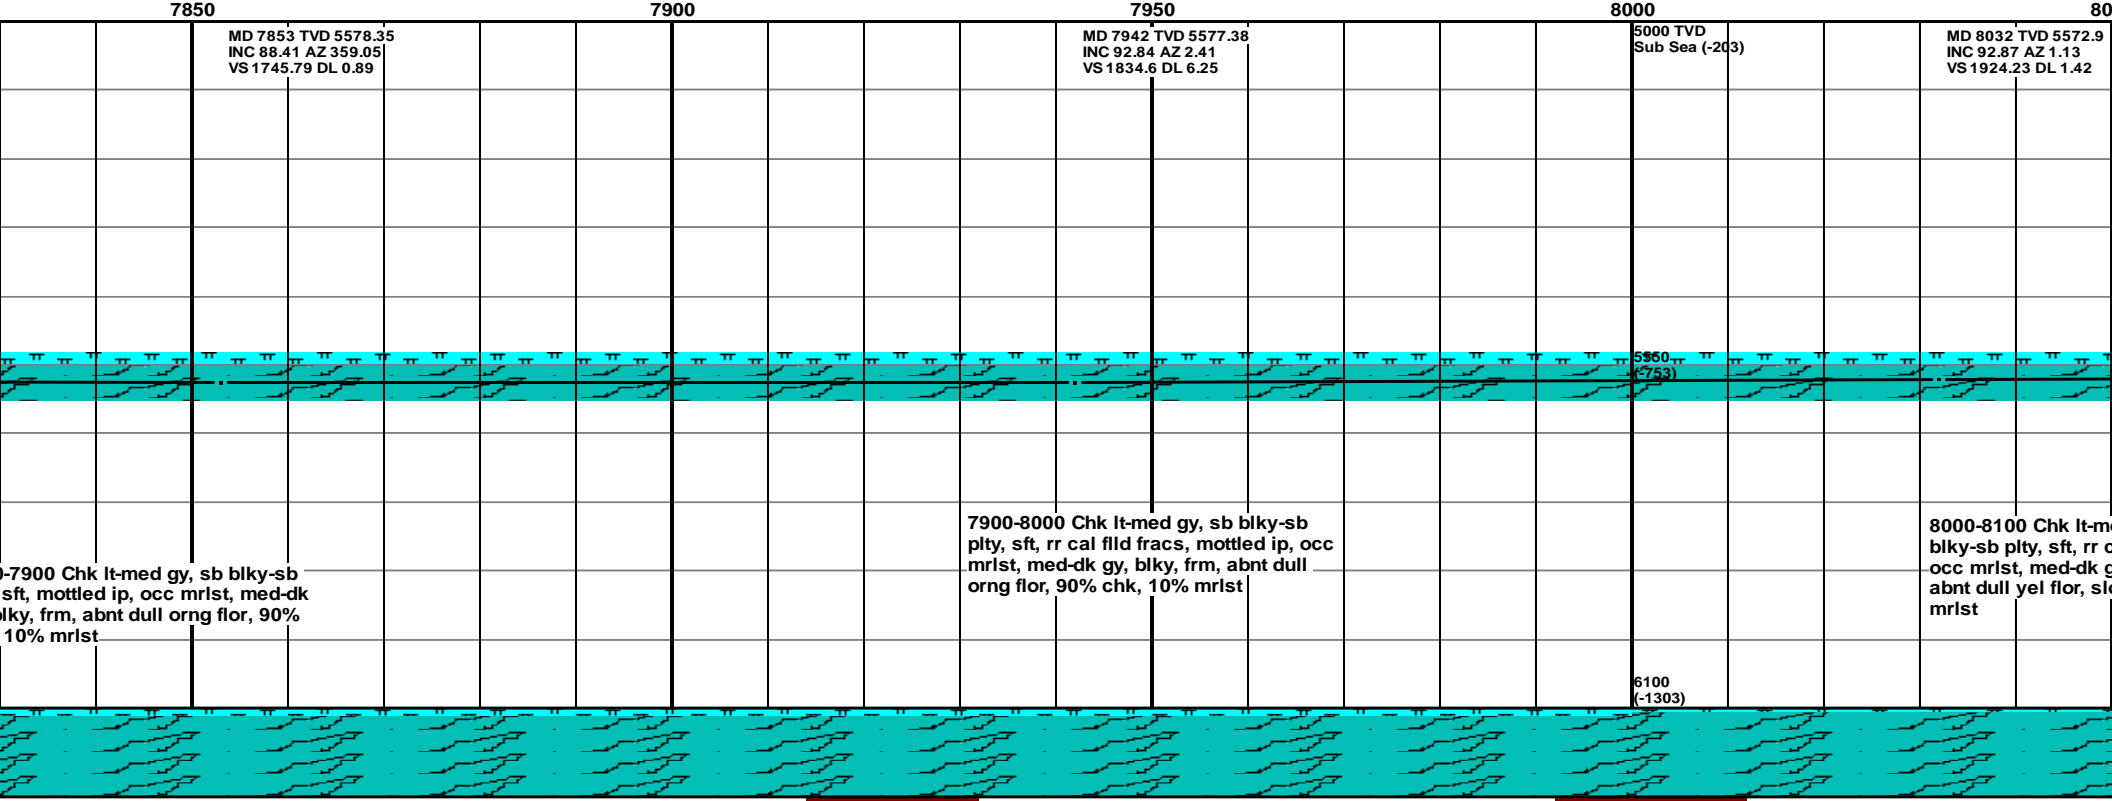 7850 7900 7950 8000 80
MD 7853 TVD 5578.35
INC 88.41 AZ 359.05
VS 1745.79 DL 0.89
MD 7942 TVD 5577.38
INC 92.84 AZ 2.41
VS 1834.6 DL 6.25
5000 TVD
Sub Sea (-203)
MD 8032 TVD 5572.9
INC 92.87 AZ 1.13
VS 1924.23 DL 1.42
5550
(-753)
0-7900 Chk lt-med gy, sb blky-sb
sft, mottled ip, occ mrlst, med-dk
blky, frm, abnt dull orng flor, 90%
10% mrlst
7900-8000 Chk lt-med gy, sb blky-sb
plty, sft, rr cal flld fracs, mottled ip, occ
mrlst, med-dk gy, blky, frm, abnt dull
orng flor, 90% chk, 10% mrlst
8000-8100 Chk lt-me
blky-sb plty, sft, rr c
occ mrlst, med-dk g
abnt dull yel flor, slo
mrlst
6100
(-1303)